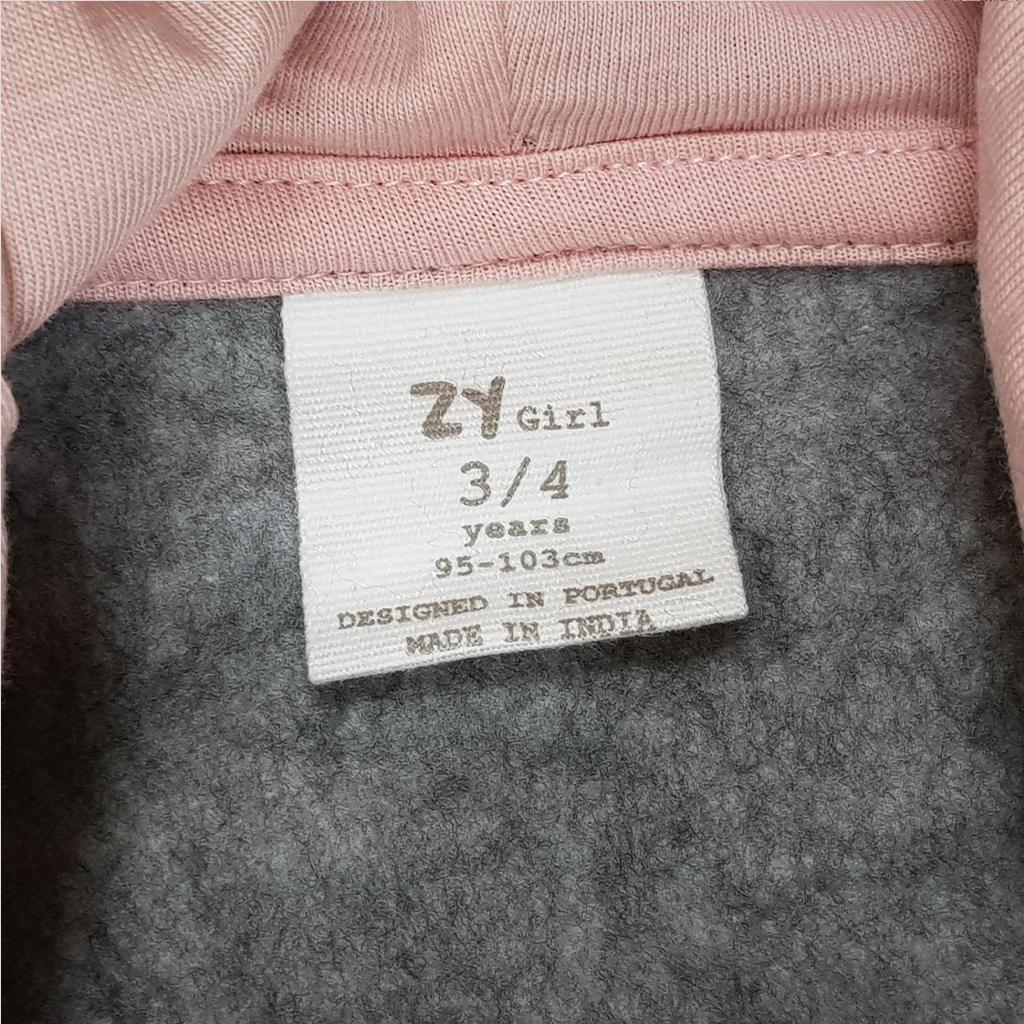 ZY Girl
3/4
years
95-103cm
DESIGNED IN PORTUGAL
MADE IN INDIA